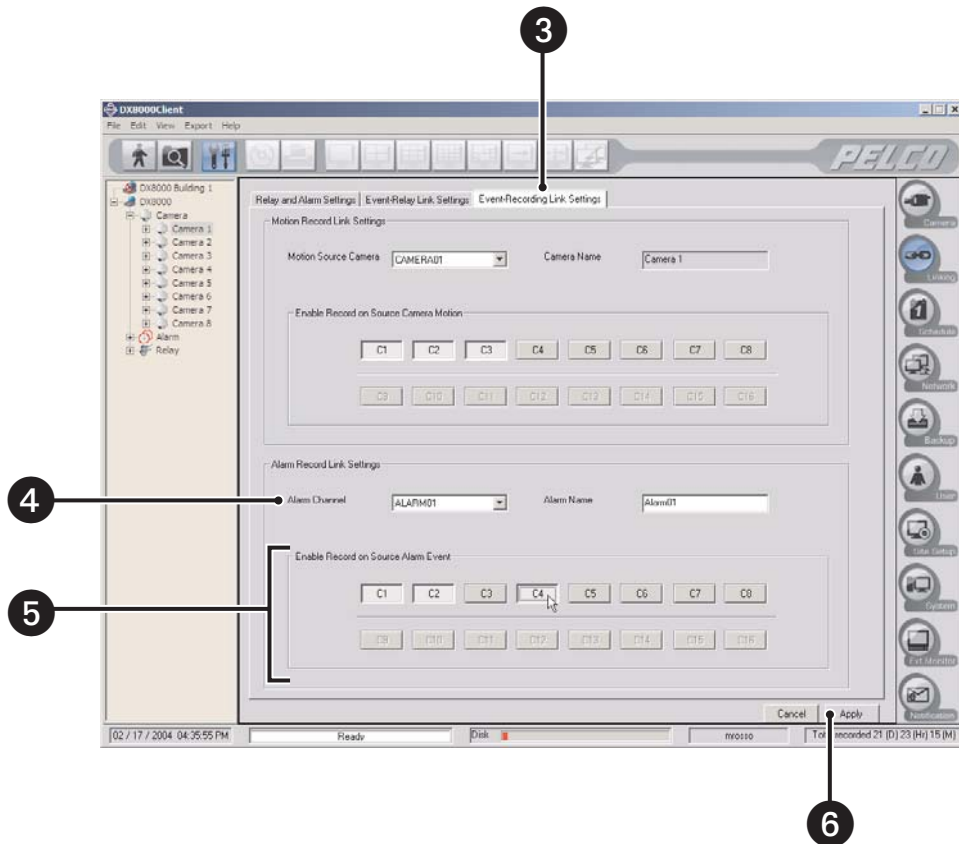 3
DX8000Client
File Edit View Export Help
PELCO
DX8000 Building 1
DX8000
Camera
Camera 1
Camera 2
Camera 3
Camera 4
Camera 5
Camera 6
Camera 7
Camera 8
Alarm
Relay
Relay and Alarm Settings Event-Relay Link Settings Event-Recording Link Settings
Motion Record Link Settings
Motion Source Camera CAMERA01 Camera Name Camera 1
Enable Record on Source Camera Motion
C1 C2 C3 C4 C5 C6 C7 C8
C9 C10 C11 C12 C13 C14 C15 C16
Alarm Record Link Settings
4
Alarm Channel ALARM01 Alarm Name Alarm01
5
Enable Record on Source Alarm Event
C1 C2 C3 C4 C5 C6 C7 C8
C9 C10 C11 C12 C13 C14 C15 C16
Cancel Apply
Camera
Linking
Schedule
Network
Backup
User
Site Setup
System
Ext Monitor
Notification
02 / 17 / 2004 04:35:55 PM Ready Disk mrosso recorded 21 (D) 23 (Hr) 15 (M)
6